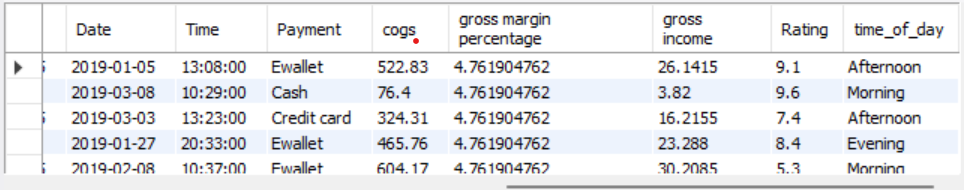 Date Time Payment cogs gross margin percentage gross income Rating time_of_day
2019-01-05 13:08:00 Ewallet 522.83 4.761904762 26.1415 9.1 Afternoon
2019-03-08 10:29:00 Cash 76.4 4.761904762 3.82 9.6 Morning
2019-03-03 13:23:00 Credit card 324.31 4.761904762 16.2155 7.4 Afternoon
2019-01-27 20:33:00 Ewallet 465.76 4.761904762 23.288 8.4 Evening
2019-02-08 10:37:00 Ewallet 604.17 4.761904762 30.2085 5.3 Morning